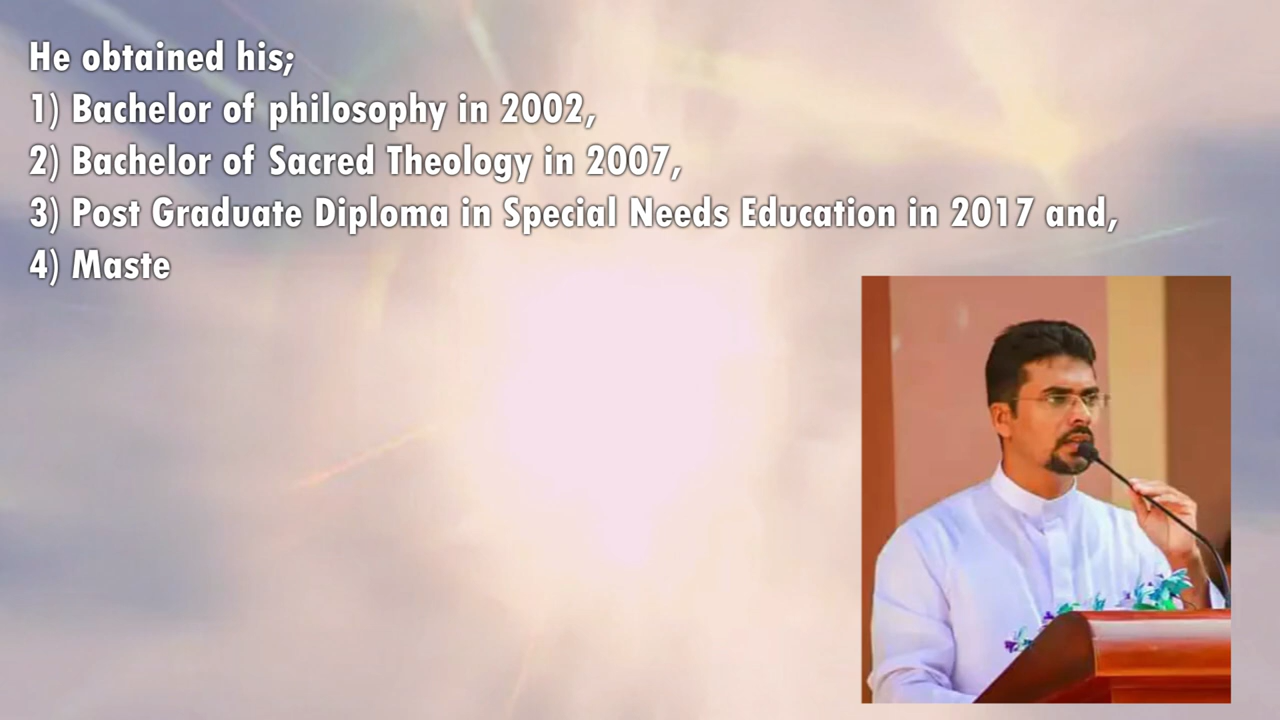 He obtained his;
1) Bachelor of philosophy in 2002,
2) Bachelor of Sacred Theology in 2007,
3) Post Graduate Diploma in Special Needs Education in 2017 and,
4) Maste